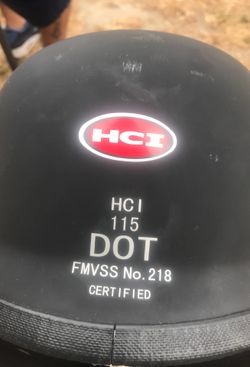 HCI
HCI
115
DOT
FMVSS No.218
CERTIFIED